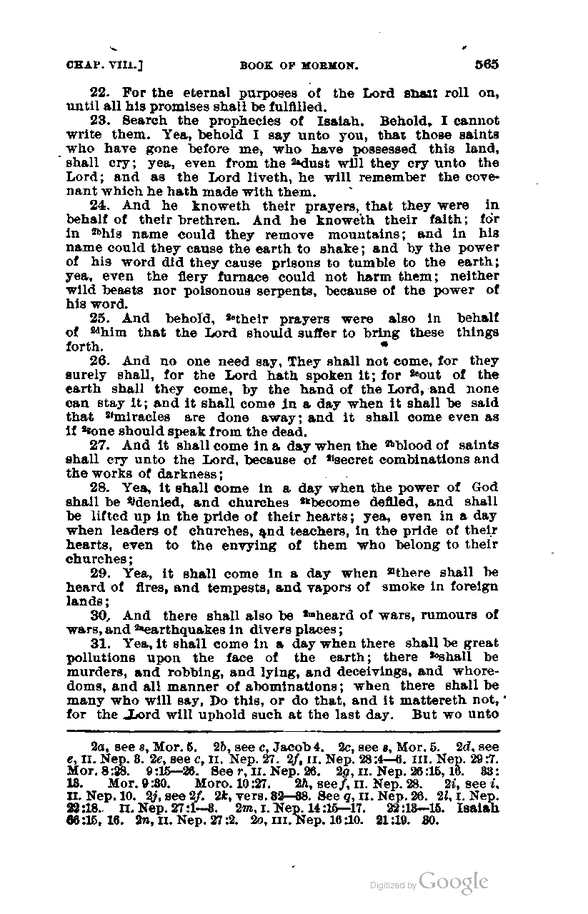 CHAP. VIII.] BOOK OF MORMON. 565
22. For the eternal purposes of the Lord shall roll on,
until all his promises shall be fulfilled.
23. Search the prophecies of Isaiah. Behold, I cannot
write them. Yea, behold I say unto you, that those saints
who have gone before me, who have possessed this land,
shall cry; yea, even from the 2adust will they cry unto the
Lord; and as the Lord liveth, he will remember the cove-
nant which he hath made with them.
24. And he knoweth their prayers, that they were in
behalf of their brethren. And he knoweth their faith; for
in 2bhis name could they remove mountains; and in his
name could they cause the earth to shake; and by the power
of his word did they cause prisons to tumble to the earth;
yea, even the fiery furnace could not harm them; neither
wild beasts nor poisonous serpents, because of the power of
his word.
25. And behold, 2ctheir prayers were also in behalf
of 2dhim that the Lord should suffer to bring these things
forth.
26. And no one need say, They shall not come, for they
surely shall, for the Lord hath spoken it; for 2eout of the
earth shall they come, by the hand of the Lord, and none
can stay it; and it shall come in a day when it shall be said
that 2fmiracles are done away; and it shall come even as
if 2gone should speak from the dead.
27. And it shall come in a day when the 2hblood of saints
shall cry unto the Lord, because of 2isecret combinations and
the works of darkness;
28. Yea, it shall come in a day when the power of God
shall be 2jdenied, and churches 2kbecome defiled, and shall
be lifted up in the pride of their hearts; yea, even in a day
when leaders of churches, and teachers, in the pride of their
hearts, even to the envying of them who belong to their
churches;
29. Yea, it shall come in a day when 2lthere shall be
heard of fires, and tempests, and vapors of smoke in foreign
lands;
30. And there shall also be 2mheard of wars, rumours of
wars, and 2nearthquakes in divers places;
31. Yea, it shall come in a day when there shall be great
pollutions upon the face of the earth; there 2oshall be
murders, and robbing, and lying, and deceivings, and whore-
doms, and all manner of abominations; when there shall be
many who will say, Do this, or do that, and it mattereth not,
for the Lord will uphold such at the last day. But wo unto
2a, see s, Mor. 5. 2b, see c, Jacob 4. 2c, see s, Mor. 5. 2d, see
e, II. Nep. 3. 2e, see c, II. Nep. 27. 2f, II. Nep. 28:4—6. III. Nep. 29:7.
Mor. 8:28. 9:15—26. See r, II. Nep. 26. 2g, II. Nep. 26:15, 16. 33:
13. Mor. 9:30. Moro. 10:27. 2h, see f, II. Nep. 28. 2i, see i,
II. Nep. 10. 2j, see 2f. 2k, vers. 32—38. See q, II. Nep. 26. 2l, I. Nep.
22:18. II. Nep. 27:1—3. 2m, I. Nep. 14:15—17. 22:13—15. Isaiah
66:15, 16. 2n, II. Nep. 27:2. 2o, III. Nep. 16:10. 21:19. 30.
Digitized by Google